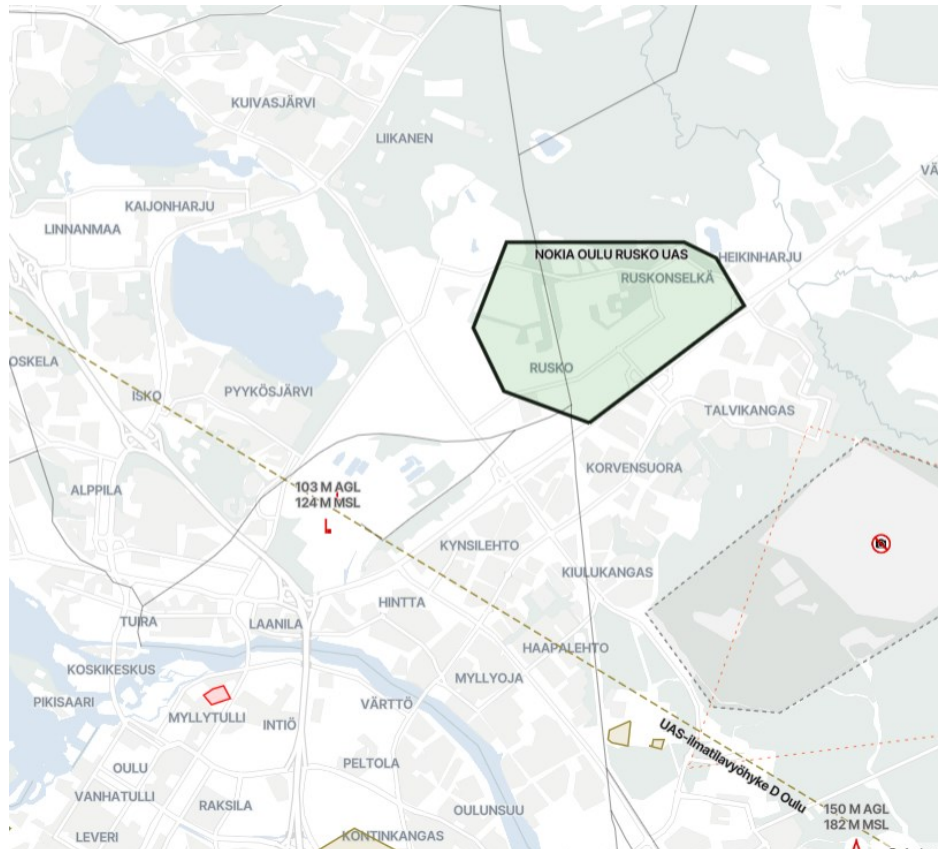 KUIVASJÄRVI
LIIKANEN
KAIJONHARJU
LINNANMAA
VÄ
NOKIA OULU RUSKO UAS
HEIKINHARJU
RUSKONSELKÄ
OSKELA
ISKO
PYYKÖSJÄRVI
RUSKO
TALVIKANGAS
KORVENSUORA
ALPPILA
103 M AGL
124 M MSL
KYNSILEHTO
KIULUKANGAS
HINTTA
TUIRA
LAANILA
HAAPALEHTO
KOSKIKESKUS
MYLLYOJA
PIKISAARI
VÄRTTÖ
MYLLYTULLI
INTIÖ
UAS-ilmatilavyöhyke D Oulu
PELTOLA
OULU
VANHATULLI
RAKSILA
OULUNSUU
150 M AGL
182 M MSL
LEVERI
KONTINKANGAS